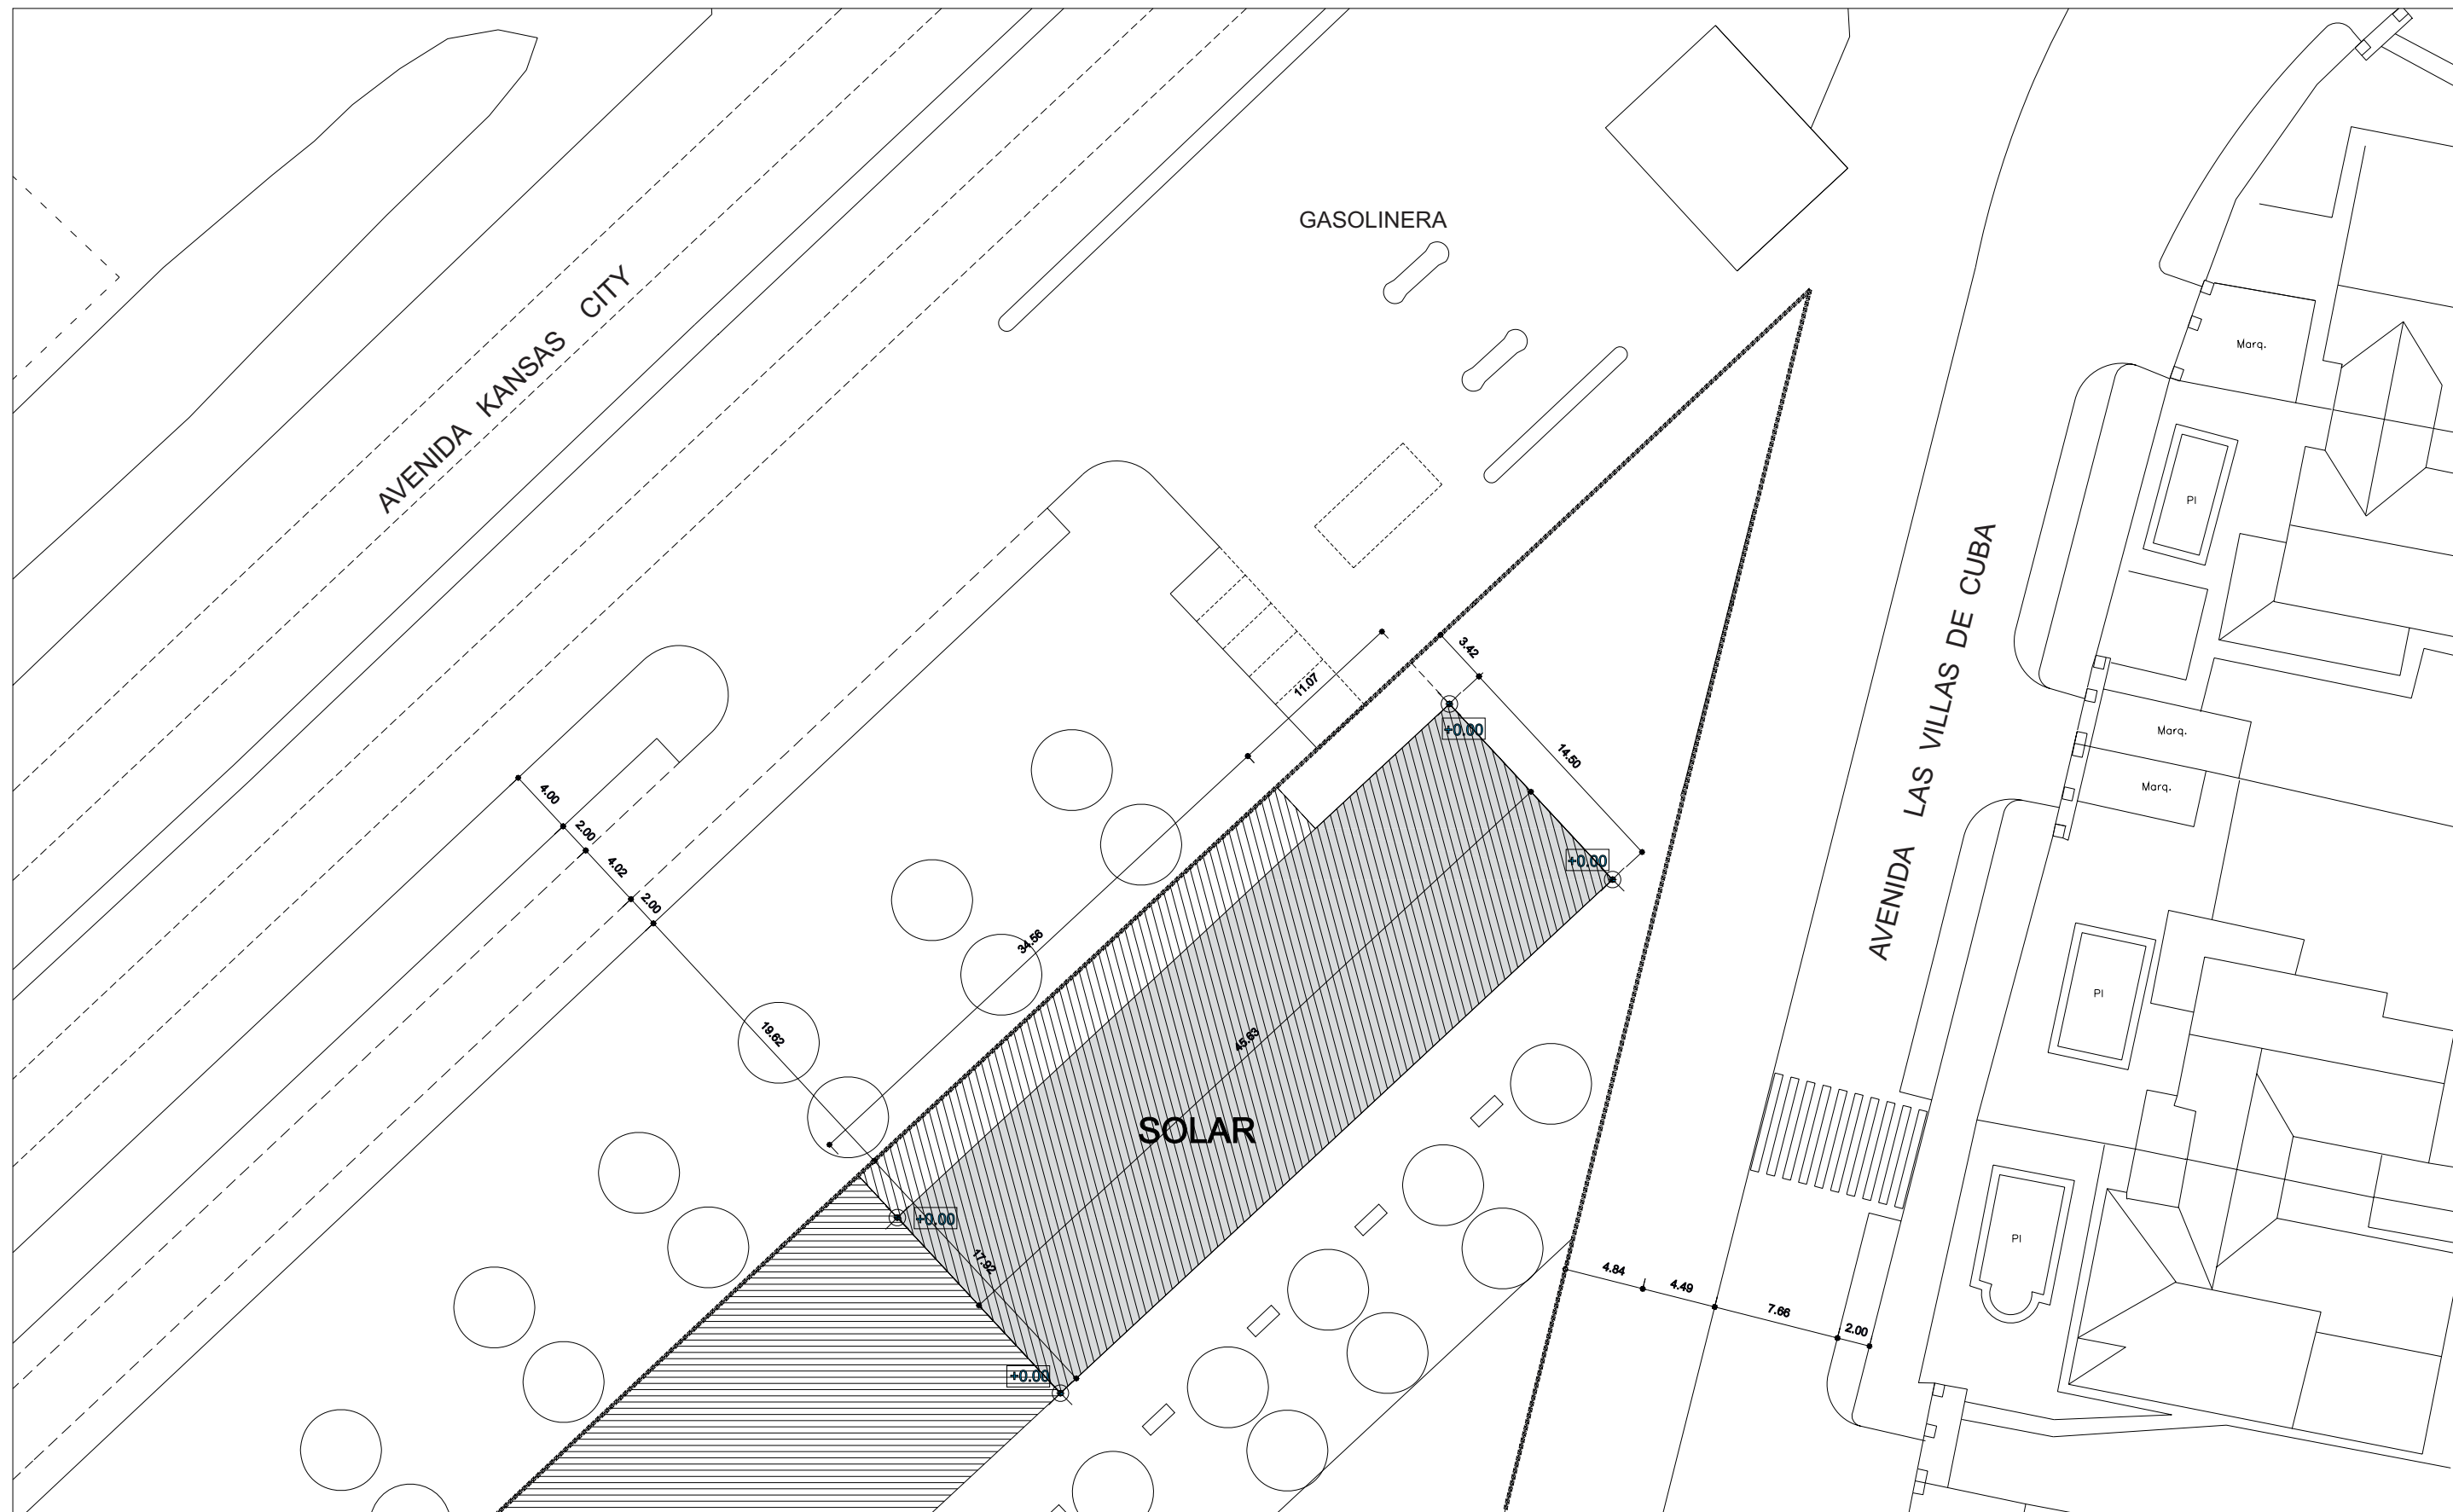 GASOLINERA
AVENIDA KANSAS CITY
Marq.
PI
AVENIDA LAS VILLAS DE CUBA
3.42
11.07
+0.00
14.50
Marq.
Marq.
4.00
2.00
4.02
2.00
+0.00
34.56
19.62
45.63
PI
SOLAR
+0.00
17.92
PI
4.84
4.49
7.66
2.00
+0.00